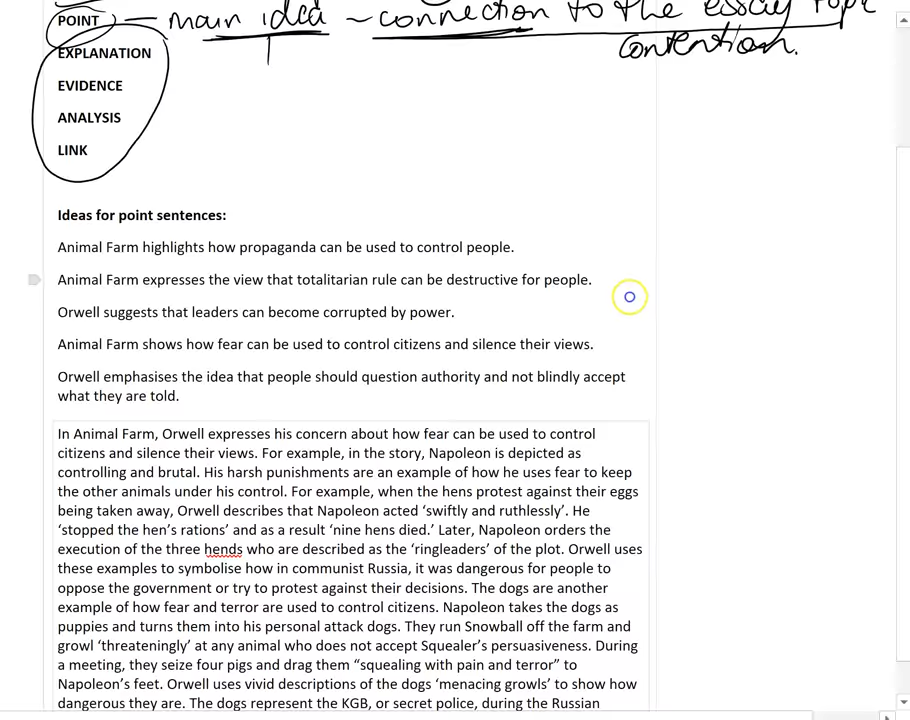 POINT — main idea ~ connection to the essay topic
contention.
EXPLANATION
EVIDENCE
ANALYSIS
LINK
Ideas for point sentences:
Animal Farm highlights how propaganda can be used to control people.
Animal Farm expresses the view that totalitarian rule can be destructive for people.
Orwell suggests that leaders can become corrupted by power.
Animal Farm shows how fear can be used to control citizens and silence their views.
Orwell emphasises the idea that people should question authority and not blindly accept
what they are told.
In Animal Farm, Orwell expresses his concern about how fear can be used to control
citizens and silence their views. For example, in the story, Napoleon is depicted as
controlling and brutal. His harsh punishments are an example of how he uses fear to keep
the other animals under his control. For example, when the hens protest against their eggs
being taken away, Orwell describes that Napoleon acted ‘swiftly and ruthlessly’. He
‘stopped the hen’s rations’ and as a result ‘nine hens died.’ Later, Napoleon orders the
execution of the three hends who are described as the ‘ringleaders’ of the plot. Orwell uses
these examples to symbolise how in communist Russia, it was dangerous for people to
oppose the government or try to protest against their decisions. The dogs are another
example of how fear and terror are used to control citizens. Napoleon takes the dogs as
puppies and turns them into his personal attack dogs. They run Snowball off the farm and
growl ‘threateningly’ at any animal who does not accept Squealer’s persuasiveness. During
a meeting, they seize four pigs and drag them “squealing with pain and terror” to
Napoleon’s feet. Orwell uses vivid descriptions of the dogs ‘menacing growls’ to show how
dangerous they are. The dogs represent the KGB, or secret police, during the Russian